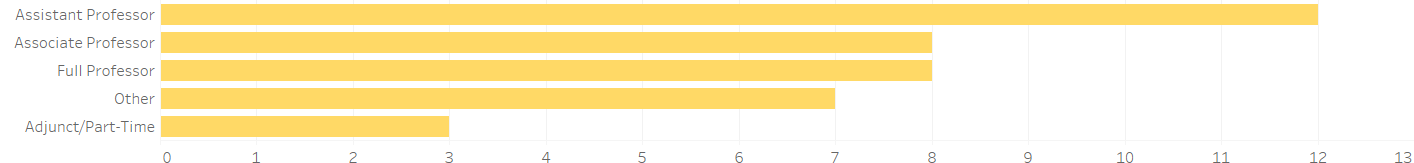 Assistant Professor
Associate Professor
Full Professor
Other
Adjunct/Part-Time
0 1 2 3 4 5 6 7 8 9 10 11 12 13